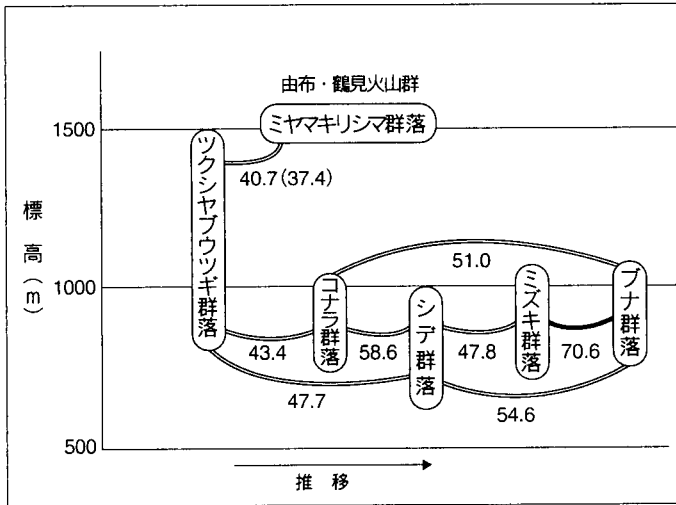 由布・鶴見火山群
ミヤマキリシマ群落
1500
ツクシヤブウツギ群落
40.7(37.4)
標高(m)
1000
51.0
コナラ群落
シデ群落
ミズキ群落
ブナ群落
43.4
58.6
47.8
70.6
47.7
54.6
500
推移